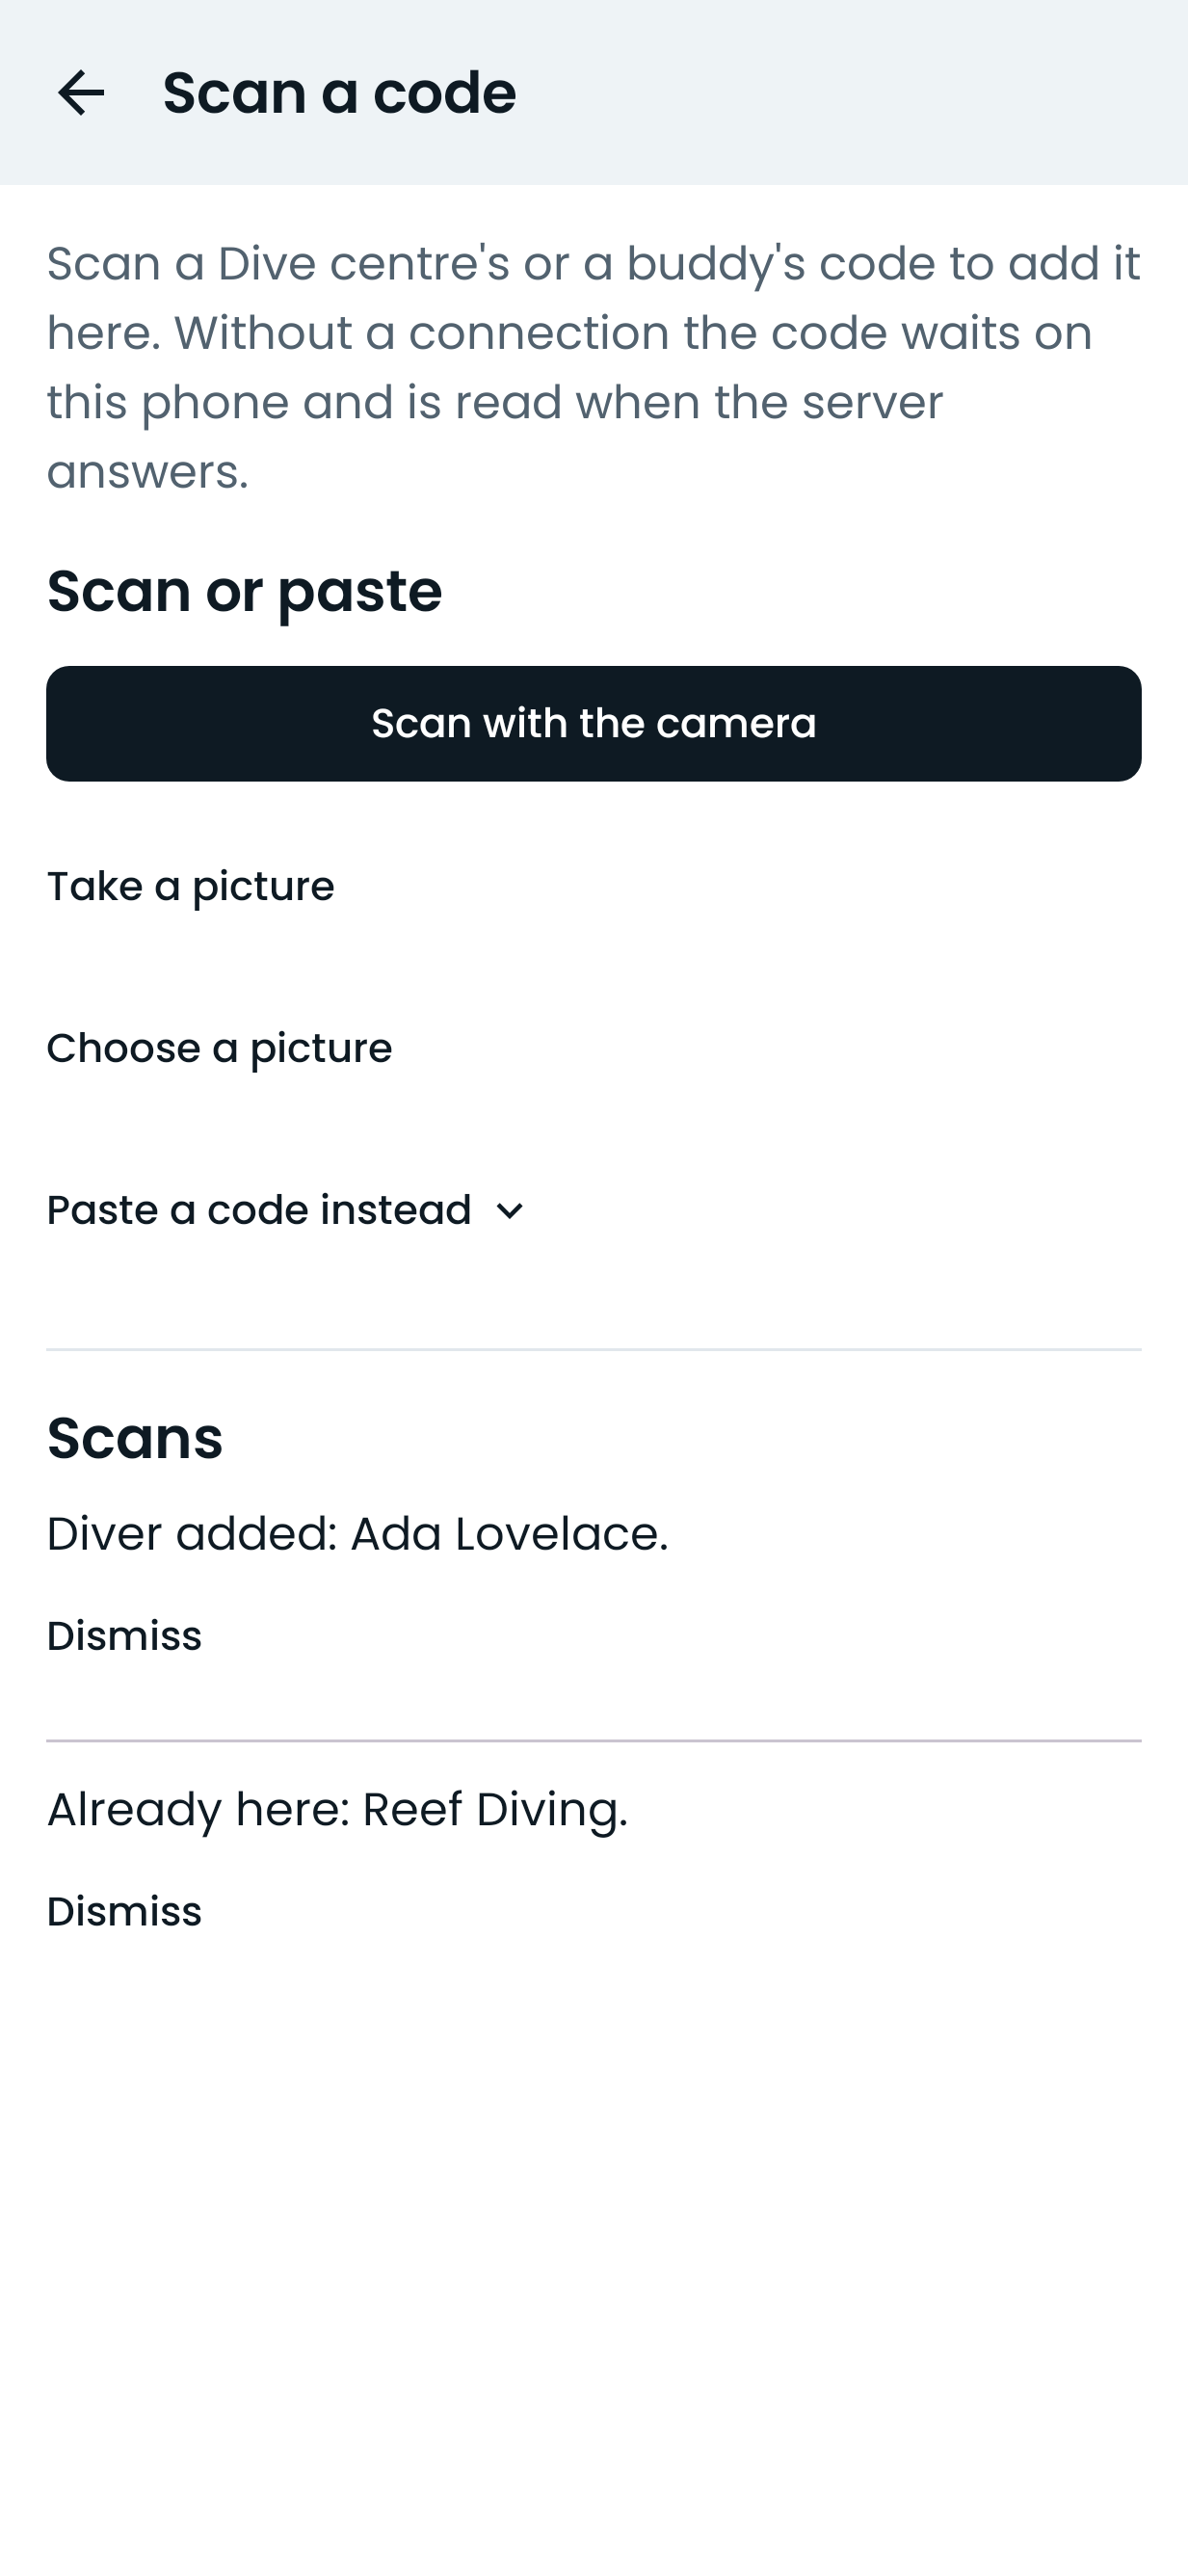 Scan a code
Scan a Dive centre's or a buddy's code to add it
here. Without a connection the code waits on
this phone and is read when the server
answers.
Scan or paste
Scan with the camera
Take a picture
Choose a picture
Paste a code instead
Scans
Diver added: Ada Lovelace.
Dismiss
Already here: Reef Diving.
Dismiss